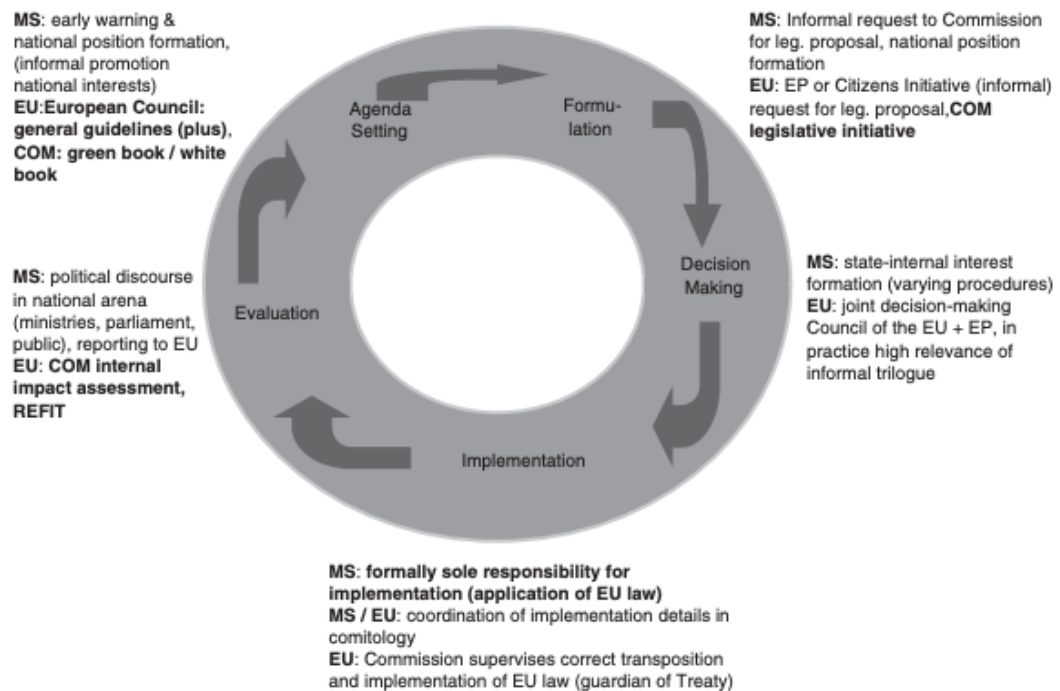 MS: early warning &
national position formation,
(informal promotion
national interests)
EU:European Council:
general guidelines (plus),
COM: green book / white
book
MS: Informal request to Commission
for leg. proposal, national position
formation
EU: EP or Citizens Initiative (informal)
request for leg. proposal,COM
legislative initiative
Agenda
Setting
Formu-
lation
Decision
Making
MS: state-internal interest
formation (varying procedures)
EU: joint decision-making
Council of the EU + EP, in
practice high relevance of
informal trilogue
MS: political discourse
in national arena
(ministries, parliament,
public), reporting to EU
EU: COM internal
impact assessment,
REFIT
Evaluation
Implementation
MS: formally sole responsibility for
implementation (application of EU law)
MS / EU: coordination of implementation details in
comitology
EU: Commission supervises correct transposition
and implementation of EU law (guardian of Treaty)